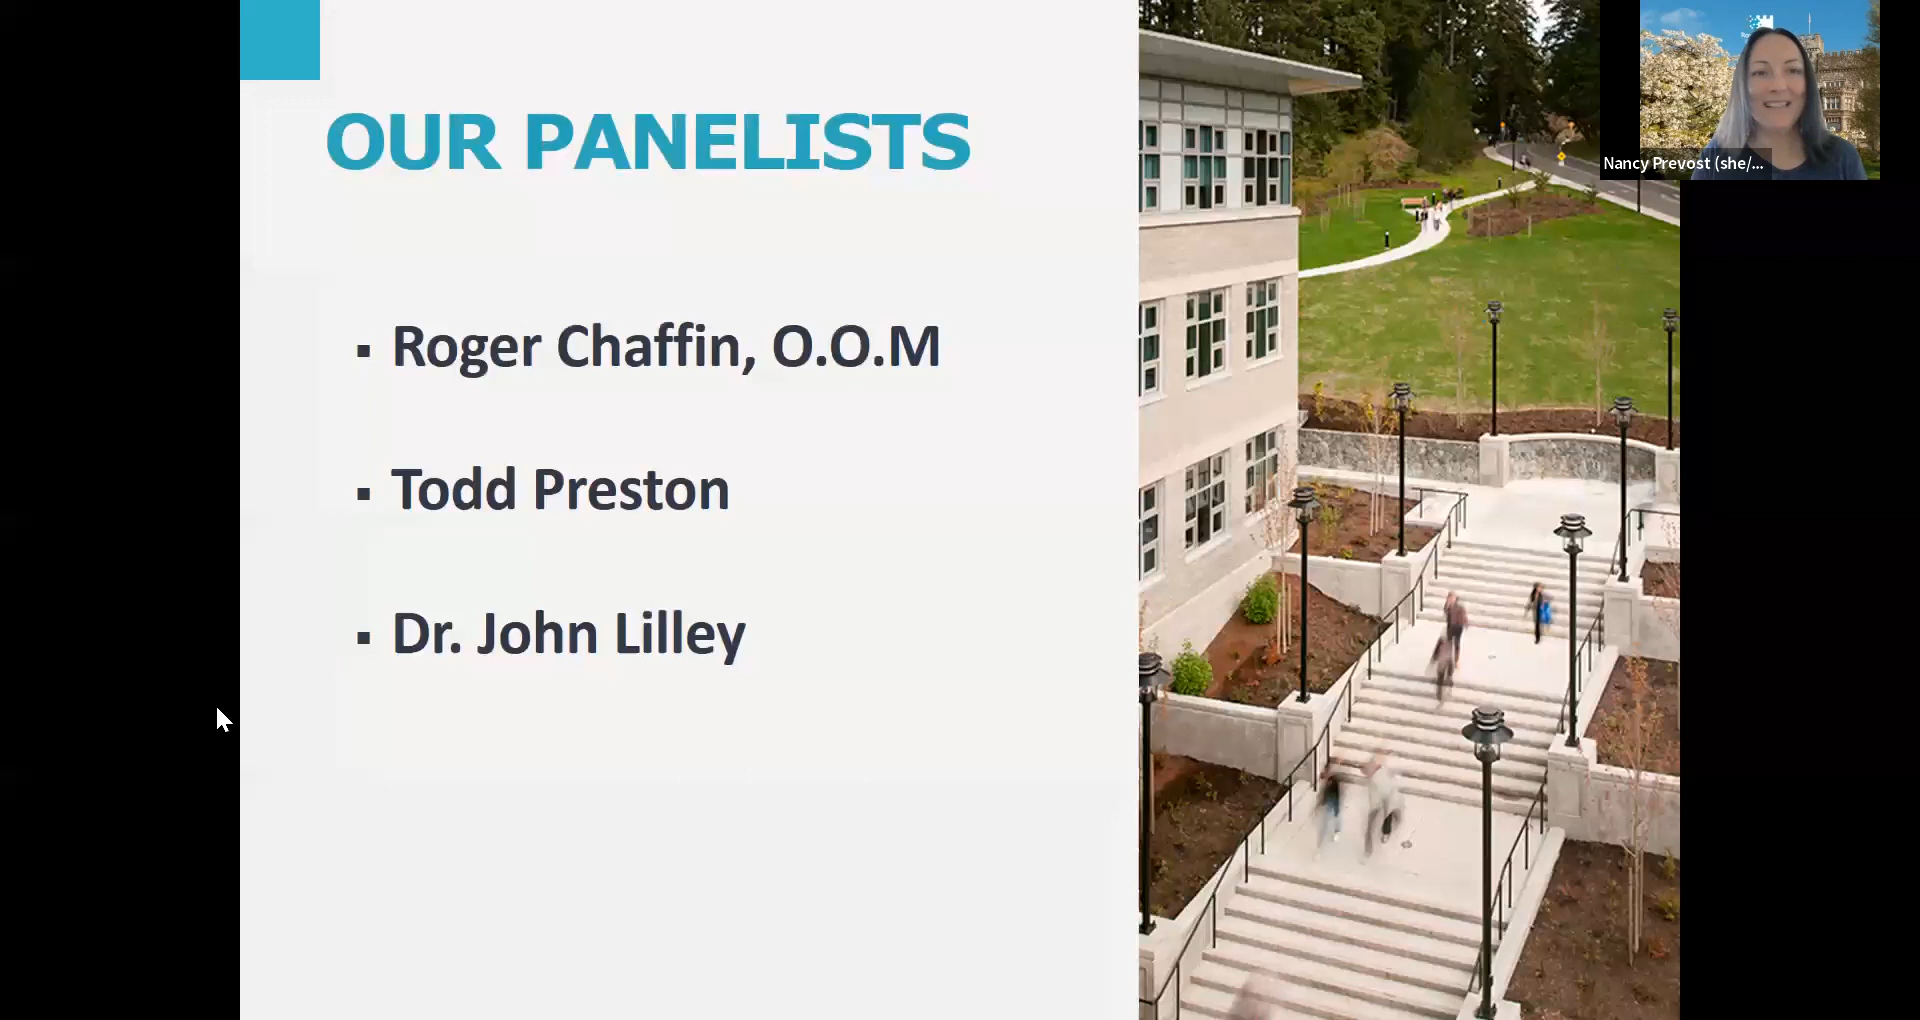 OUR PANELISTS
▪ Roger Chaffin, O.O.M
▪ Todd Preston
▪ Dr. John Lilley
Nancy Prevost (she/...